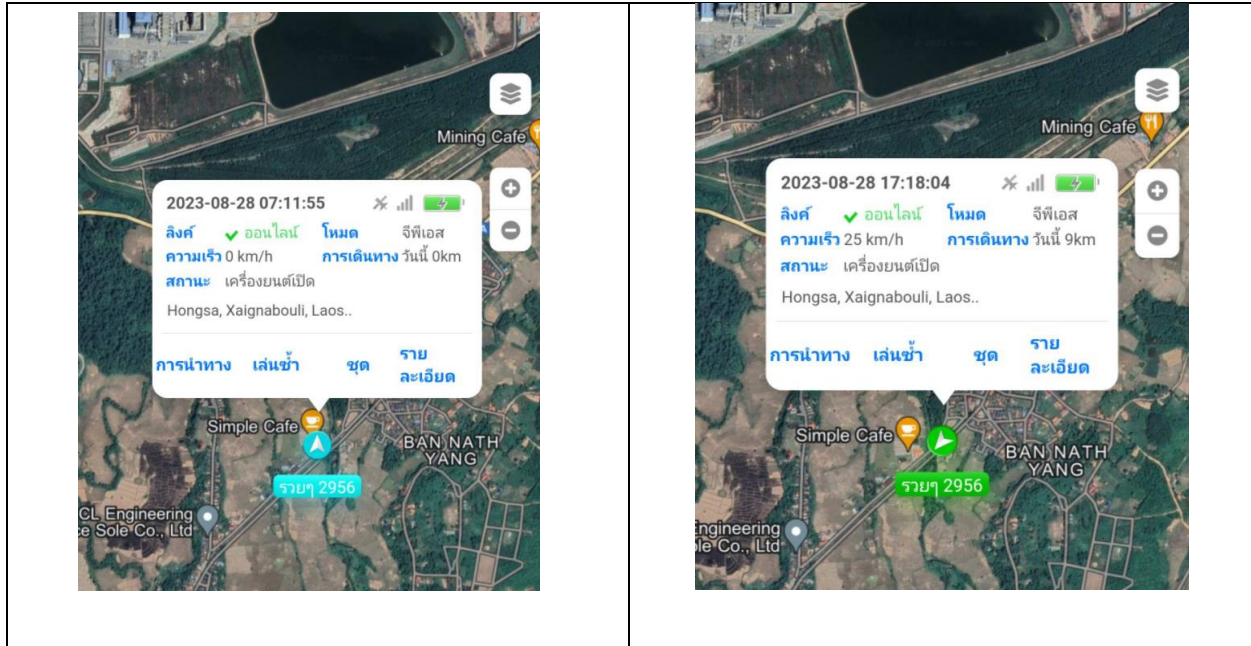 Mining Cafe
2023-08-28 07:11:55
ลิงค์ ออนไลน์ โหมด จีพีเอส
ความเร็ว 0 km/h การเดินทาง วันนี้ 0km
สถานะ เครื่องยนต์เปิด
Hongsa, Xaignabouli, Laos..
การนำทาง เล่นซ้ำ ชุด ราย
ละเอียด
Simple Cafe
BAN NATH
YANG
รวยๆ 2956
CL Engineering
e Sole Co., Ltd
Mining Cafe
2023-08-28 17:18:04
ลิงค์ ออนไลน์ โหมด จีพีเอส
ความเร็ว 25 km/h การเดินทาง วันนี้ 9km
สถานะ เครื่องยนต์เปิด
Hongsa, Xaignabouli, Laos..
การนำทาง เล่นซ้ำ ชุด ราย
ละเอียด
Simple Cafe
BAN NATH
YANG
รวยๆ 2956
Engineering
ole Co., Ltd